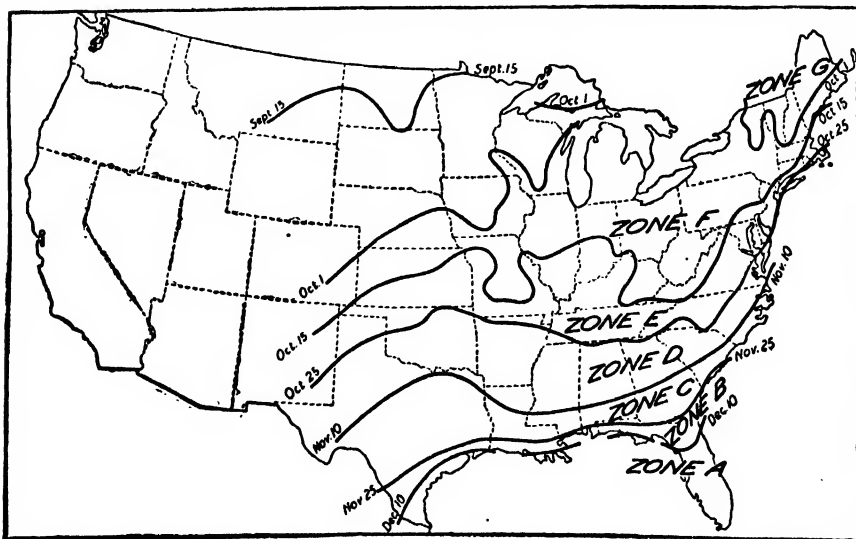 Sept. 15
Sept. 15
Oct 1
ZONE G
Oct 1
Oct 15
Oct 25
ZONE F
Oct. 1
Oct. 15
Oct. 25
ZONE E
Nov. 10
ZONE D
Nov. 25
ZONE C
ZONE B
Dec. 10
Nov. 10
ZONE A
Nov 25
Dec. 10